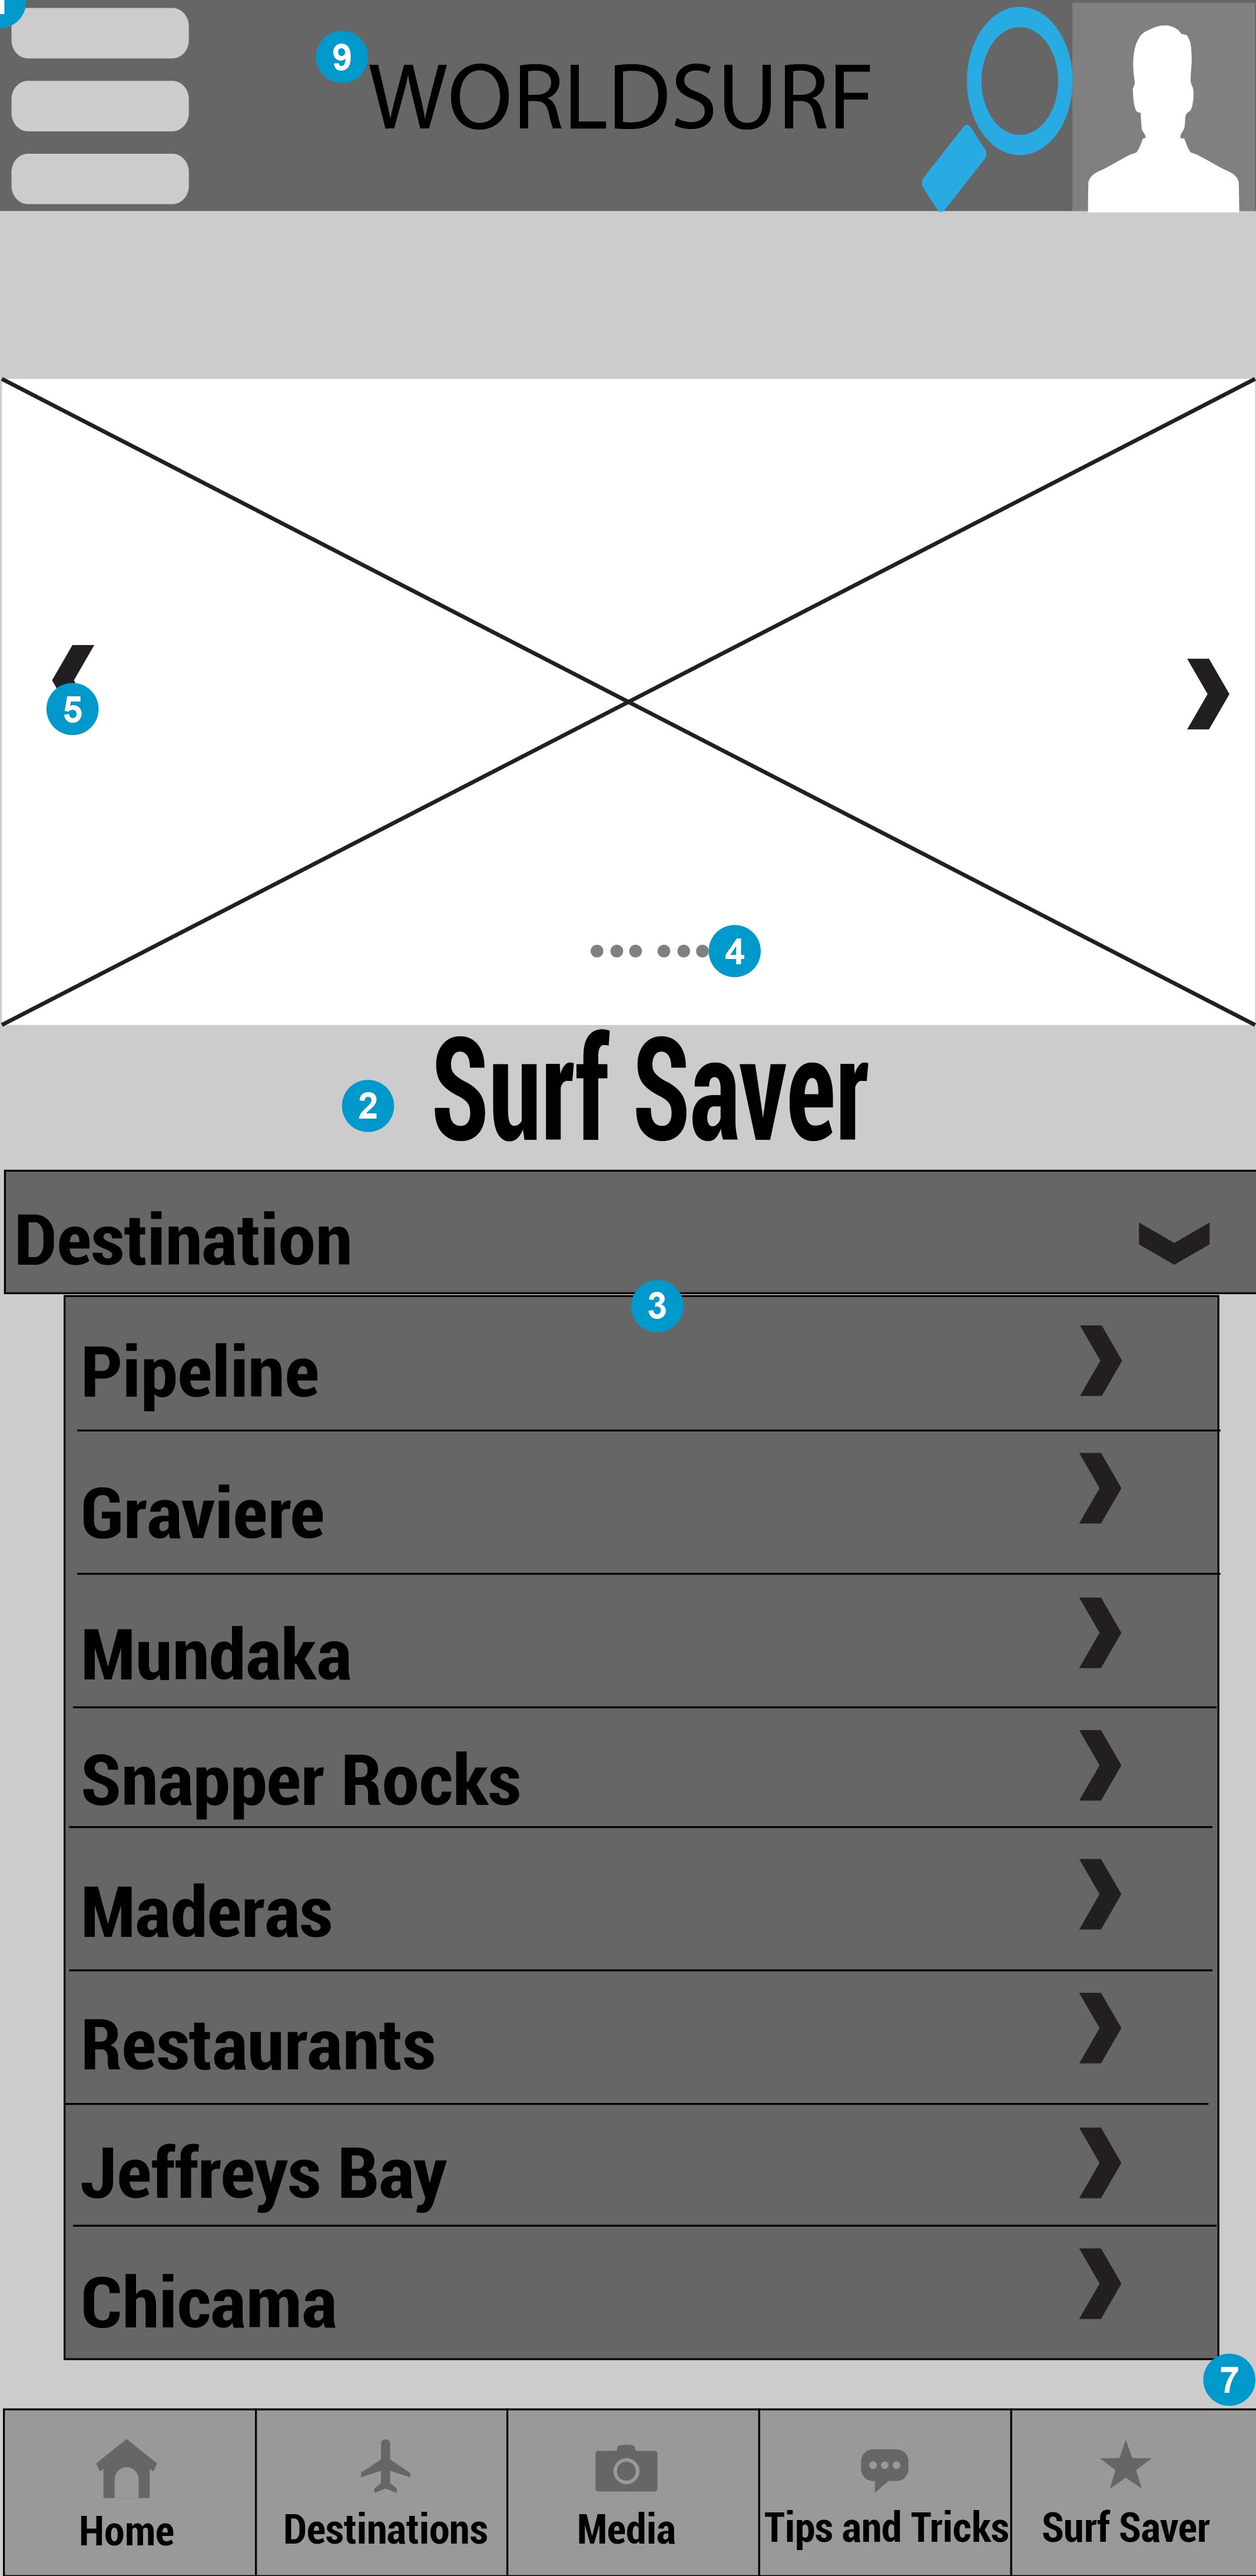 9
WORLDSURF
5
4
2
Surf Saver
Destination
3
Pipeline
Graviere
Mundaka
Snapper Rocks
Maderas
Restaurants
Jeffreys Bay
Chicama
7
Home
Destinations
Media
Tips and Tricks
Surf Saver